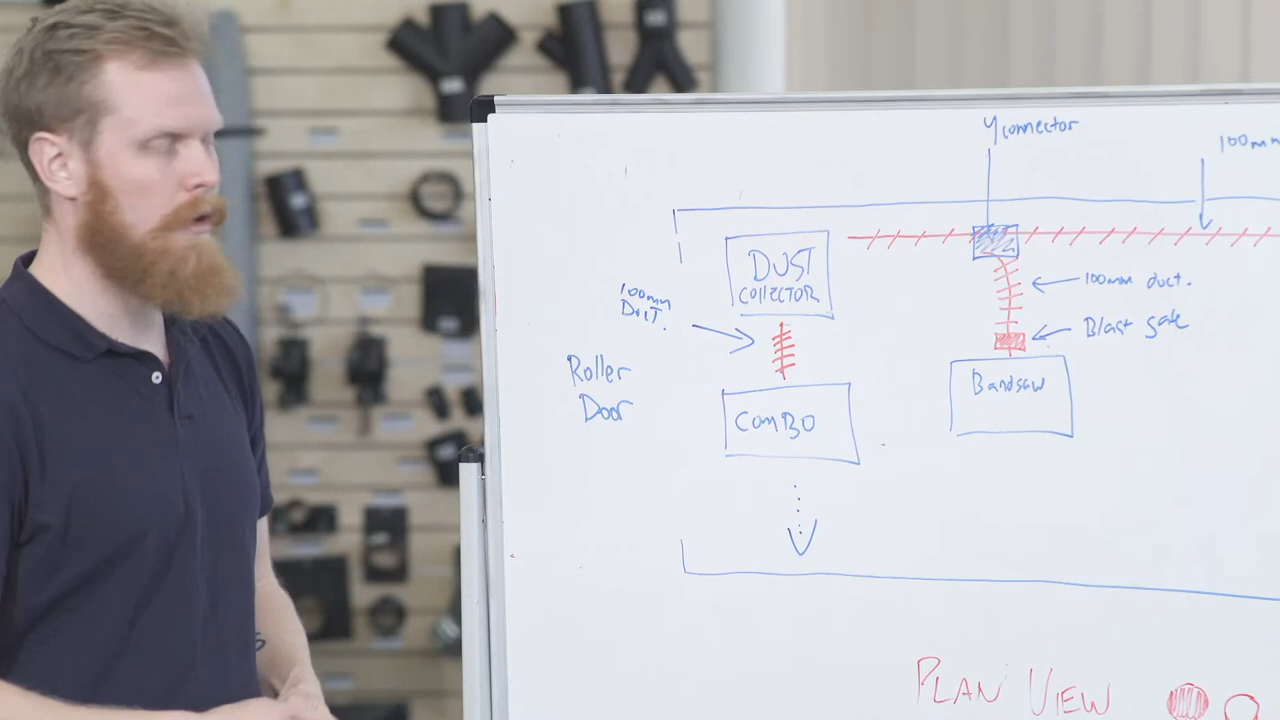 Y connector
100mm
DUST
COLLECTOR
100mm
DUCT.
100mm duct.
Blast gate
Roller
Door
Bandsaw
COMBO
PLAN VIEW